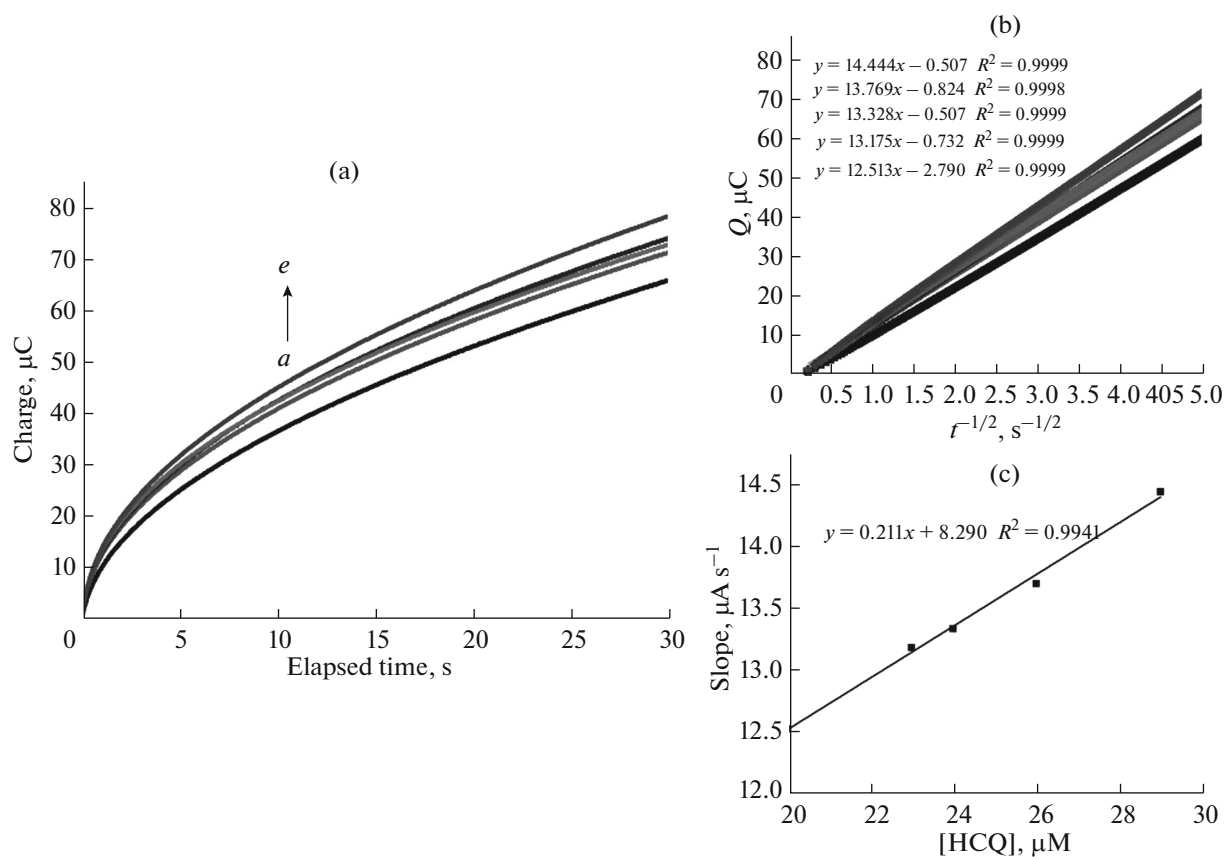 (a)
80
70
60
50
40
30
20
10
0
5
10
15
20
25
30
Charge, μC
Elapsed time, s
e
a
(b)
y = 14.444x – 0.507 R² = 0.9999
y = 13.769x – 0.824 R² = 0.9998
y = 13.328x – 0.507 R² = 0.9999
y = 13.175x – 0.732 R² = 0.9999
y = 12.513x – 2.790 R² = 0.9999
80
70
60
50
40
30
20
10
0
0.5 1.0 2.0 2.5 3.0 3.5 4.0 405 5.0
Q, μC
t⁻¹/², s⁻¹/²
(c)
y = 0.211x + 8.290 R² = 0.9941
14.5
14.0
13.5
13.0
12.5
12.0
20 22 24 26 28 30
Slope, μA s⁻¹
[HCQ], μM